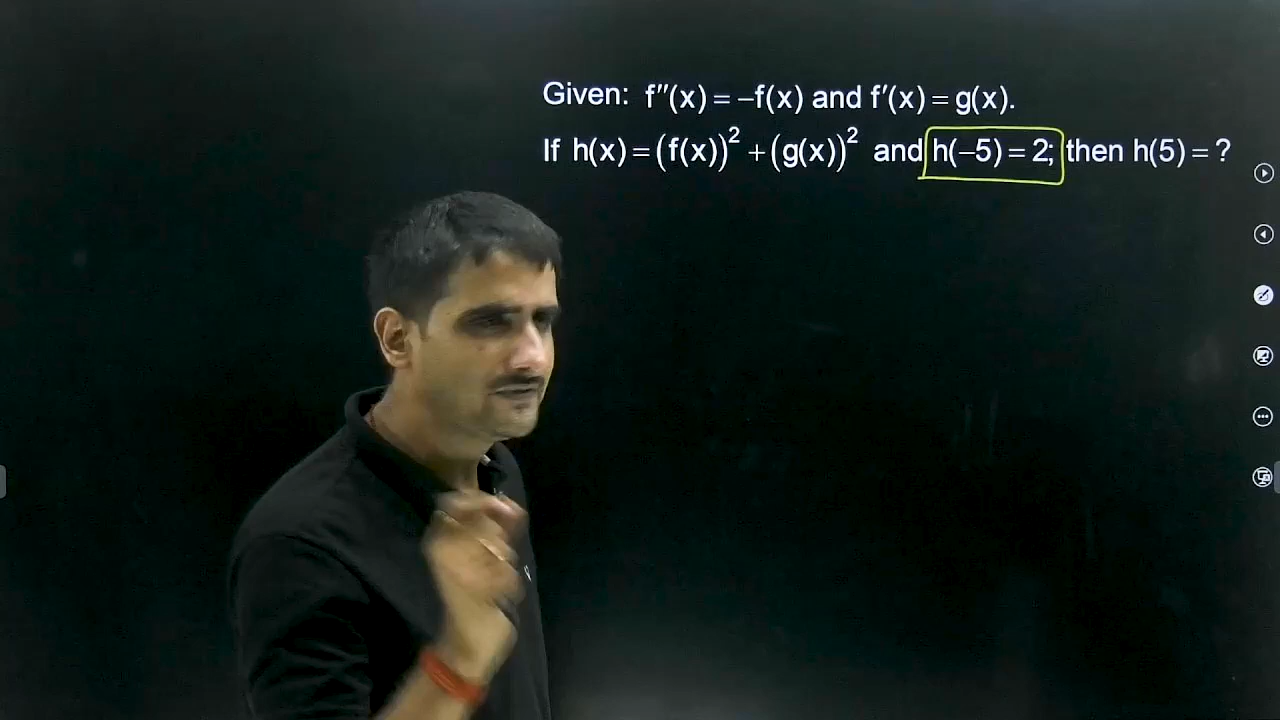 Given: f″(x) = –f(x) and f′(x) = g(x).
If h(x) = (f(x))² + (g(x))² and h(–5) = 2; then h(5) = ?